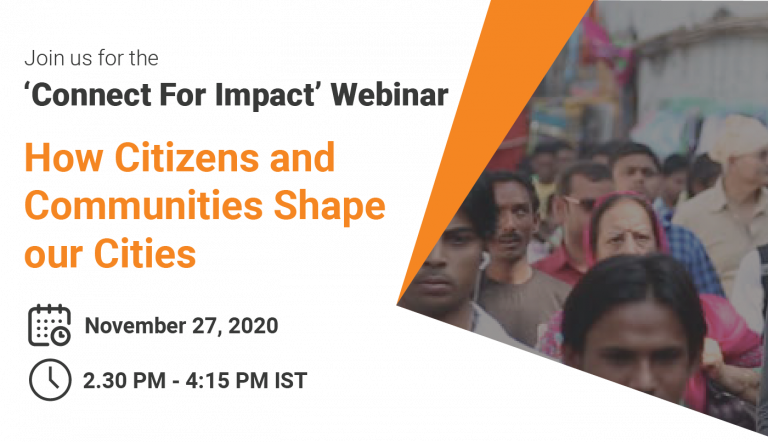 Join us for the
‘Connect For Impact’ Webinar
How Citizens and
Communities Shape
our Cities
November 27, 2020
2.30 PM - 4:15 PM IST